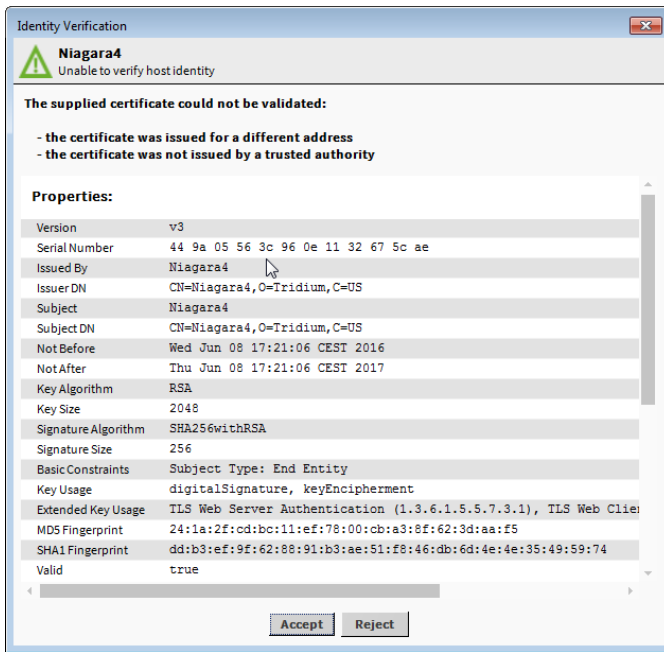 Identity Verification
Niagara4
Unable to verify host identity
The supplied certificate could not be validated:
- the certificate was issued for a different address
- the certificate was not issued by a trusted authority
Properties:
Version v3
Serial Number 44 9a 05 56 3c 96 0e 11 32 67 5c ae
Issued By Niagara4
Issuer DN CN=Niagara4,O=Tridium,C=US
Subject Niagara4
Subject DN CN=Niagara4,O=Tridium,C=US
Not Before Wed Jun 08 17:21:06 CEST 2016
Not After Thu Jun 08 17:21:06 CEST 2017
Key Algorithm RSA
Key Size 2048
Signature Algorithm SHA256withRSA
Signature Size 256
Basic Constraints Subject Type: End Entity
Key Usage digitalSignature, keyEncipherment
Extended Key Usage TLS Web Server Authentication (1.3.6.1.5.5.7.3.1), TLS Web Clie
MD5 Fingerprint 24:1a:2f:cd:bc:11:ef:78:00:cb:a3:8f:62:3d:aa:f5
SHA1 Fingerprint dd:b3:ef:9f:62:88:91:b3:ae:51:f8:46:db:6d:4e:4e:35:49:59:74
Valid true
Accept Reject